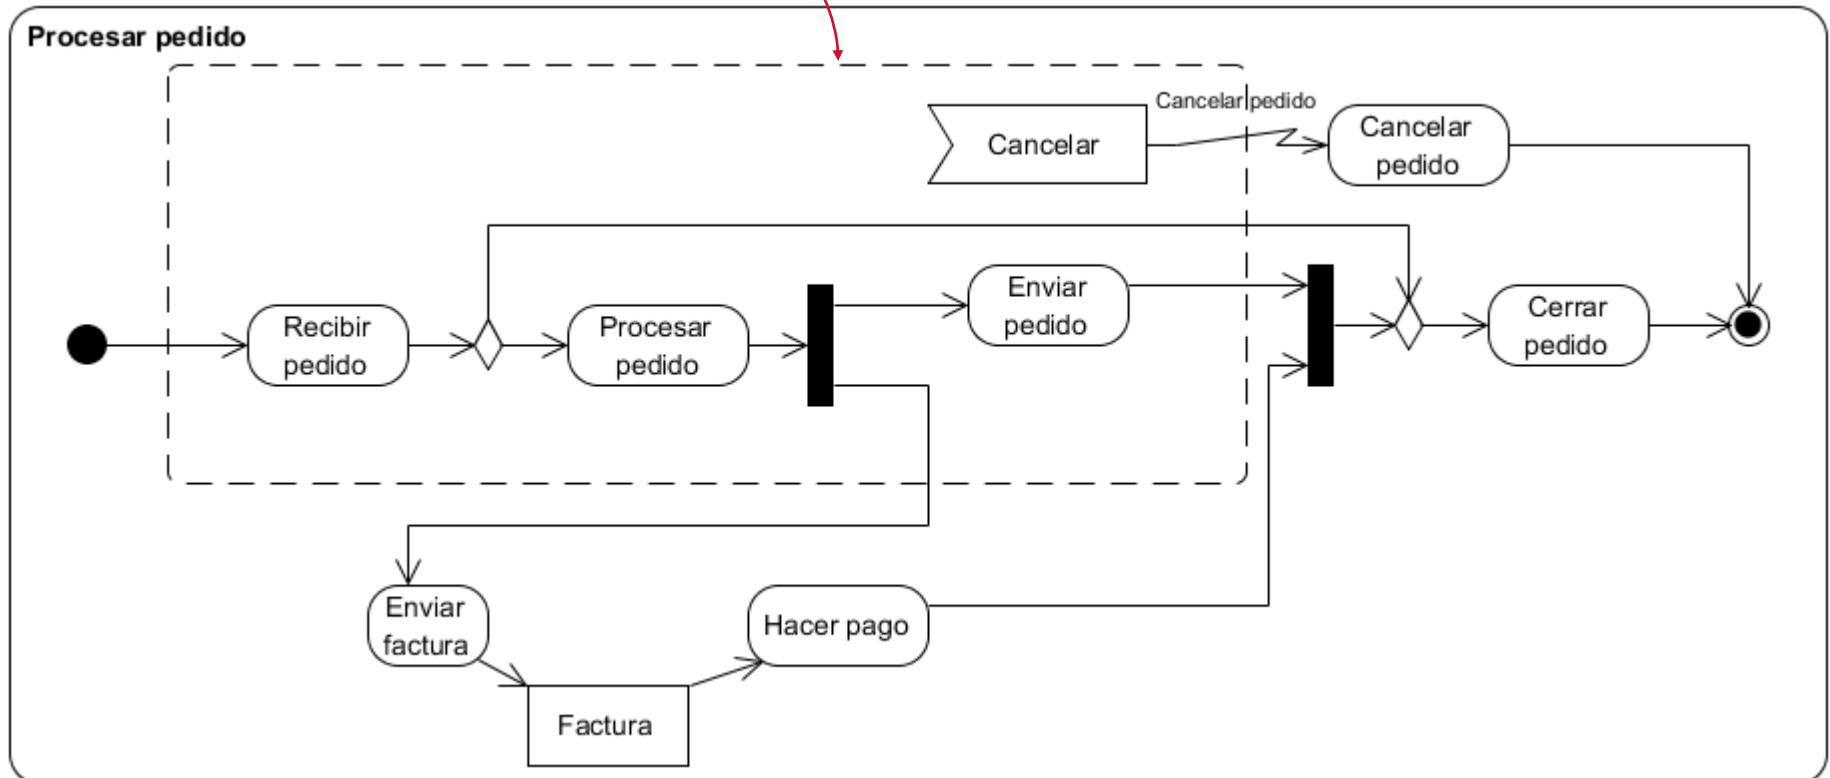 Procesar pedido
Cancelar pedido
Cancelar
Cancelar
pedido
Recibir
pedido
Procesar
pedido
Enviar
pedido
Cerrar
pedido
Enviar
factura
Hacer pago
Factura